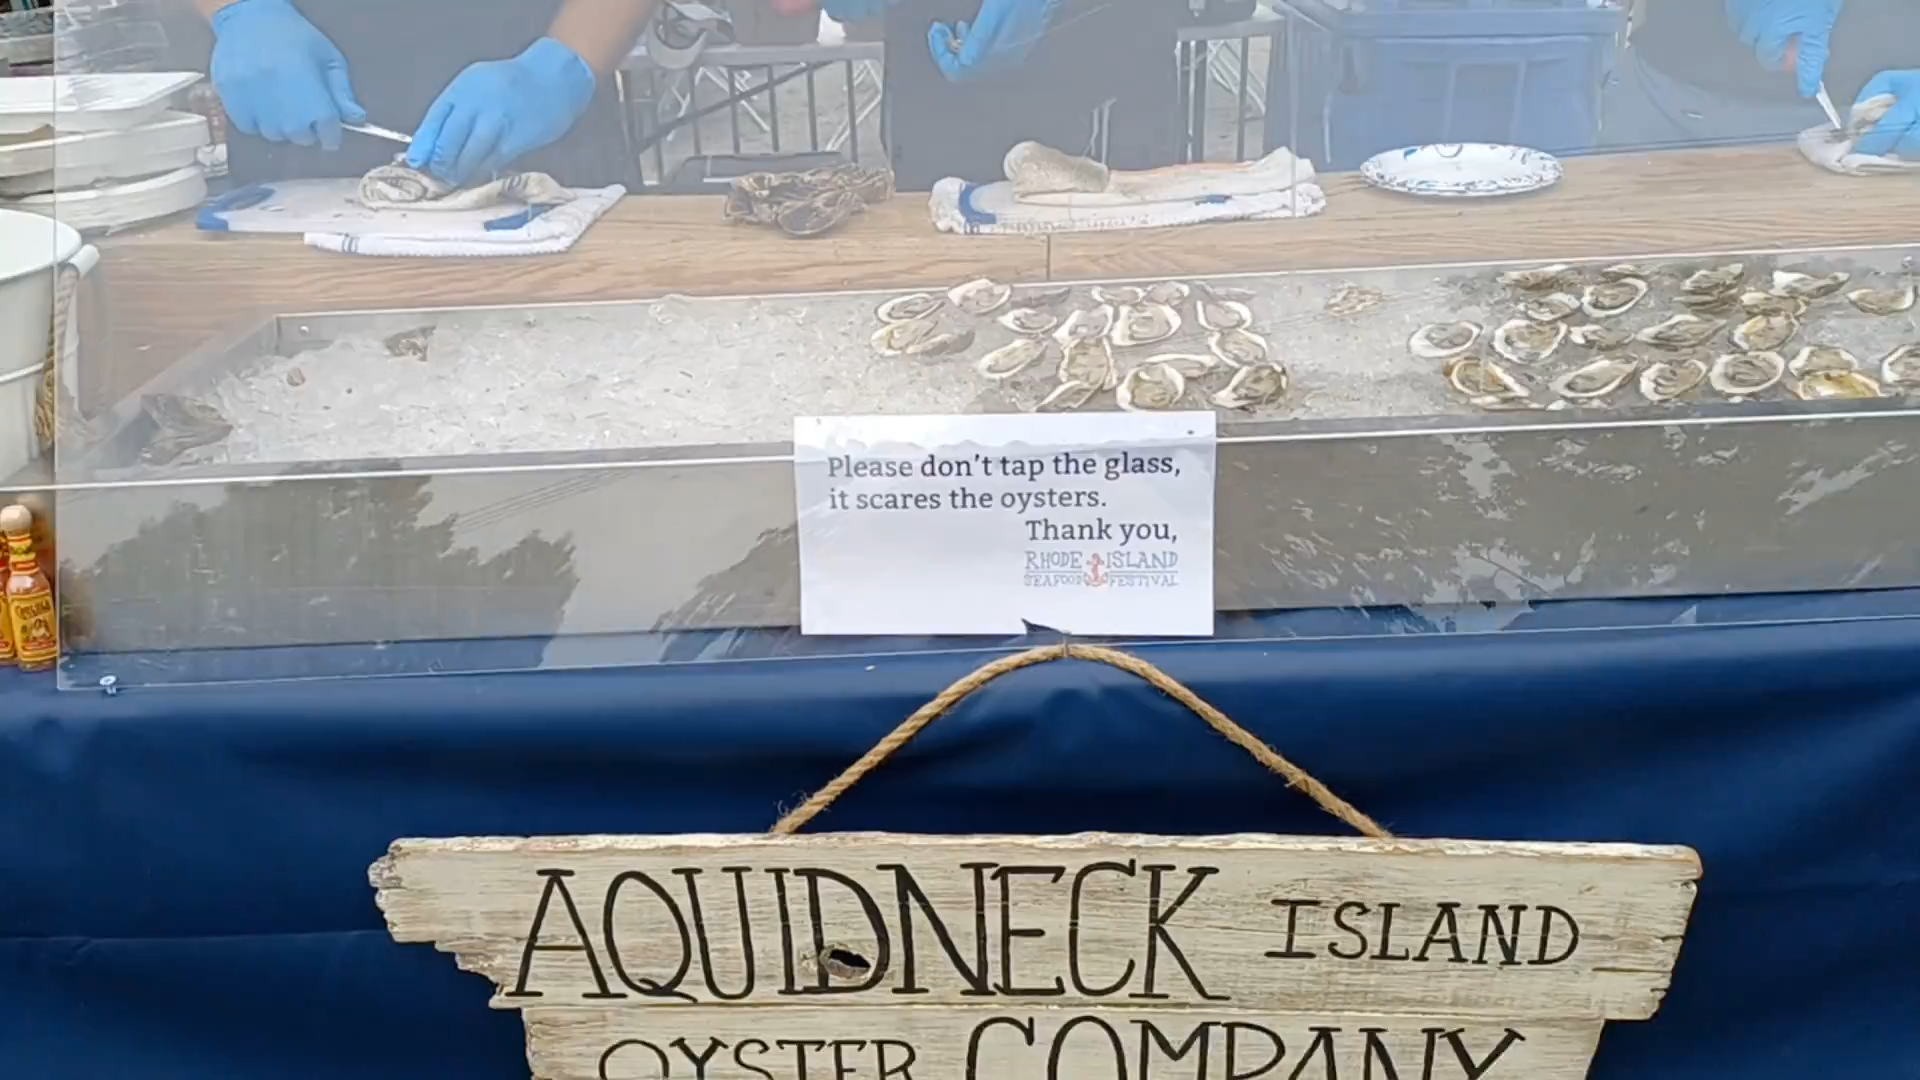 Please don't tap the glass,
it scares the oysters.
Thank you,
RHODE ISLAND
SEAFOOD FESTIVAL
AQUIDNECK ISLAND
OYSTER COMPANY